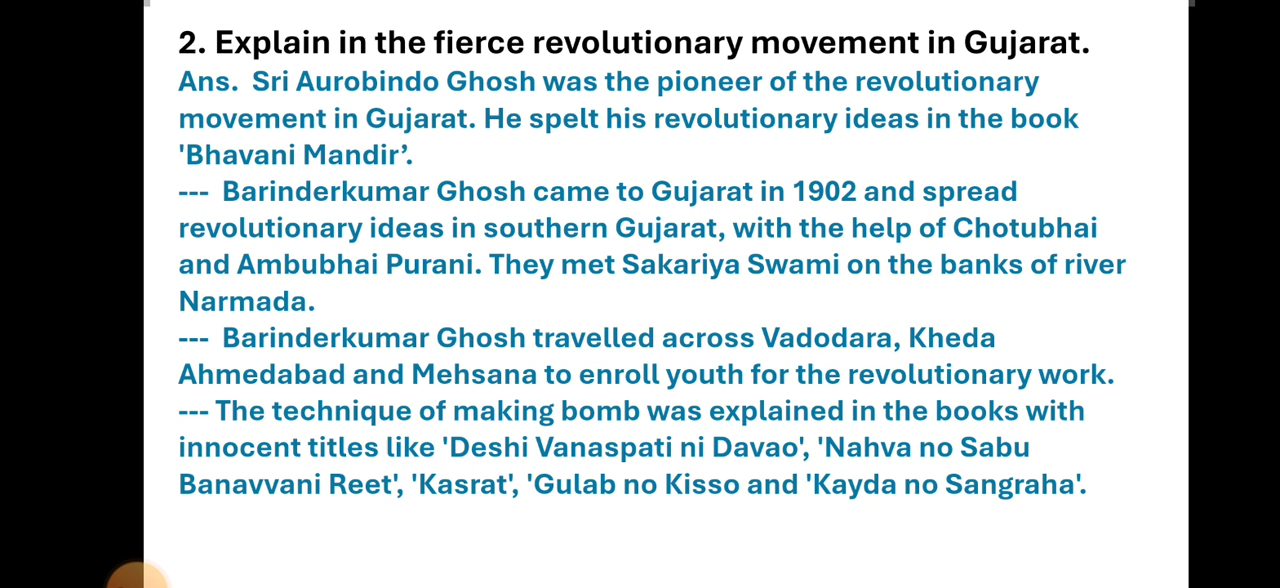 2. Explain in the fierce revolutionary movement in Gujarat.
Ans.  Sri Aurobindo Ghosh was the pioneer of the revolutionary
movement in Gujarat. He spelt his revolutionary ideas in the book
'Bhavani Mandir’.
---  Barinderkumar Ghosh came to Gujarat in 1902 and spread
revolutionary ideas in southern Gujarat, with the help of Chotubhai
and Ambubhai Purani. They met Sakariya Swami on the banks of river
Narmada.
---  Barinderkumar Ghosh travelled across Vadodara, Kheda
Ahmedabad and Mehsana to enroll youth for the revolutionary work.
--- The technique of making bomb was explained in the books with
innocent titles like 'Deshi Vanaspati ni Davao', 'Nahva no Sabu
Banavvani Reet', 'Kasrat', 'Gulab no Kisso and 'Kayda no Sangraha'.